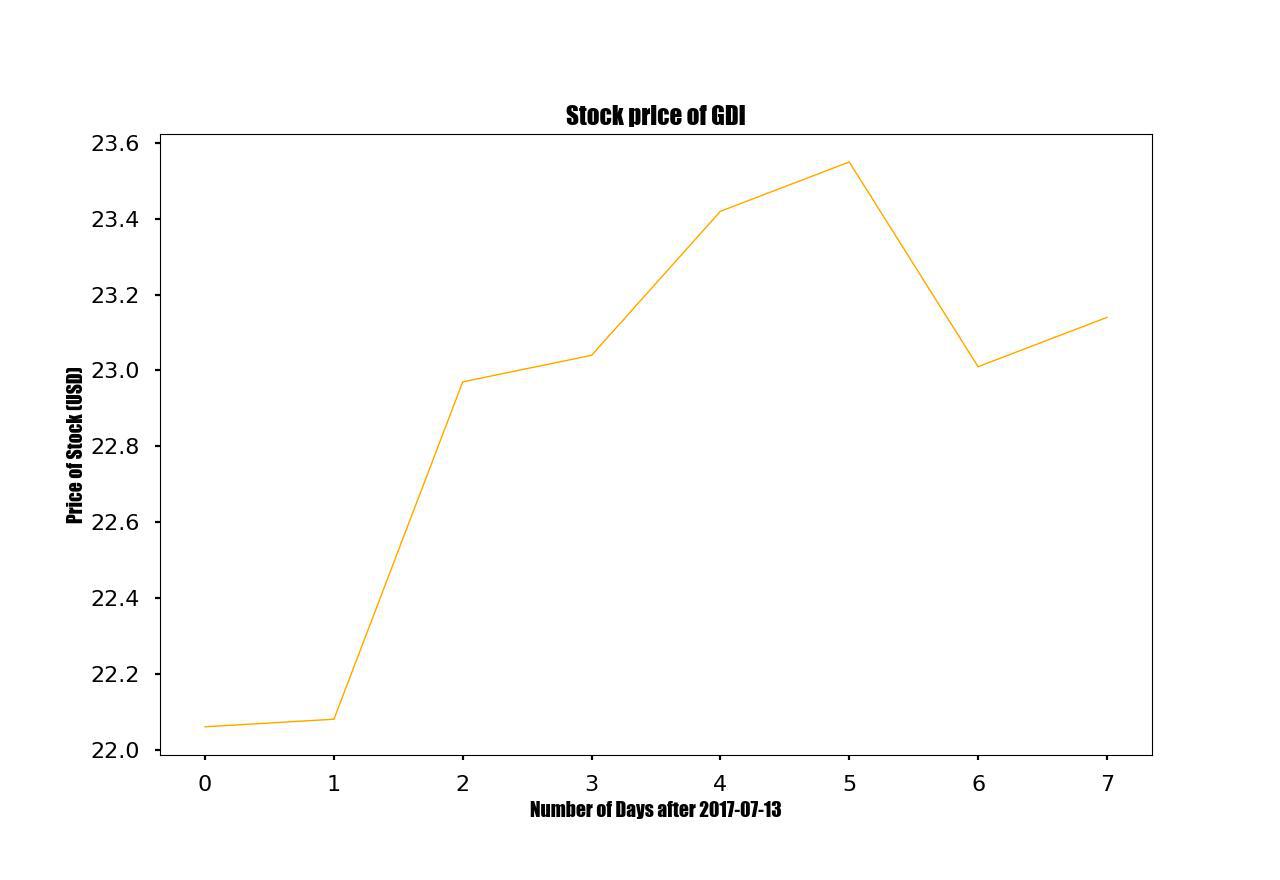 Stock price of GDI
23.6
23.4
23.2
23.0
22.8
22.6
22.4
22.2
22.0
Price of Stock (USD)
0 1 2 3 4 5 6 7
Number of Days after 2017-07-13